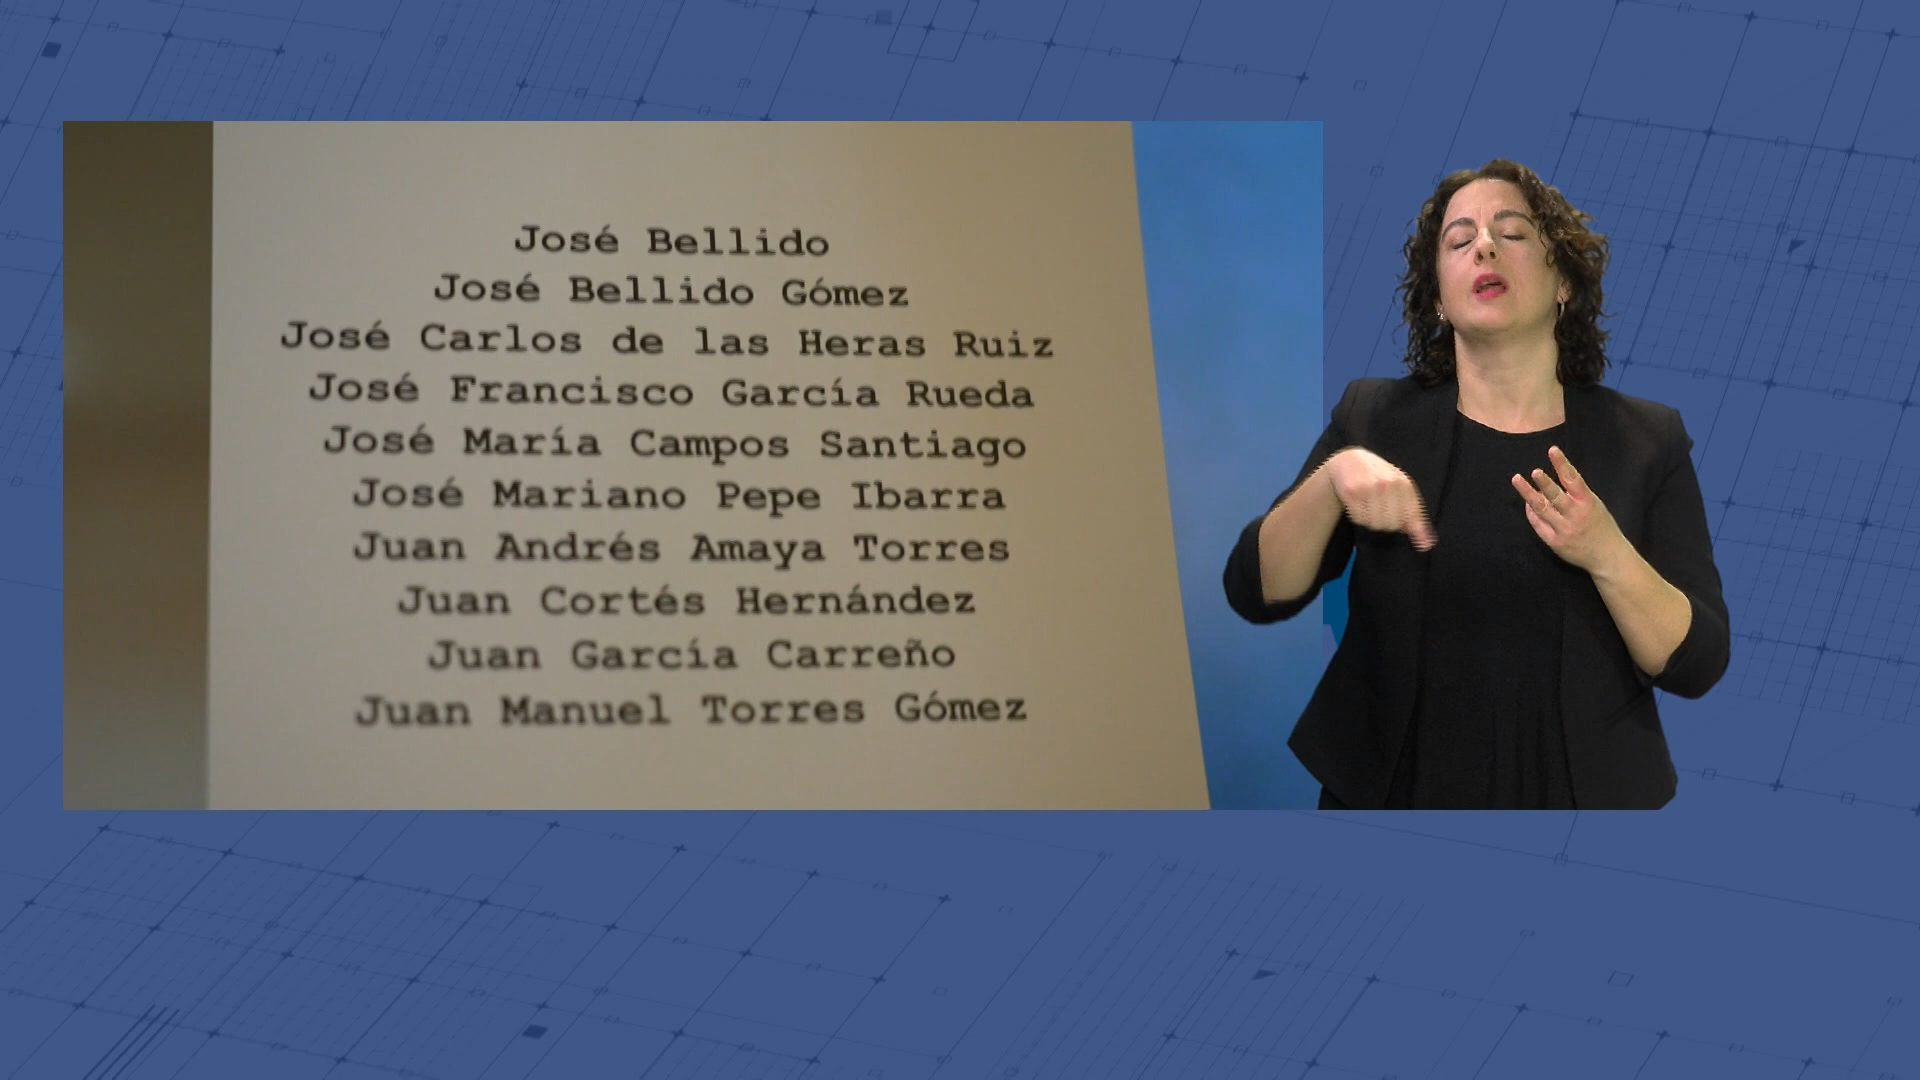 José Bellido
José Bellido Gómez
José Carlos de las Heras Ruiz
José Francisco García Rueda
José María Campos Santiago
José Mariano Pepe Ibarra
Juan Andrés Amaya Torres
Juan Cortés Hernández
Juan García Carreño
Juan Manuel Torres Gómez